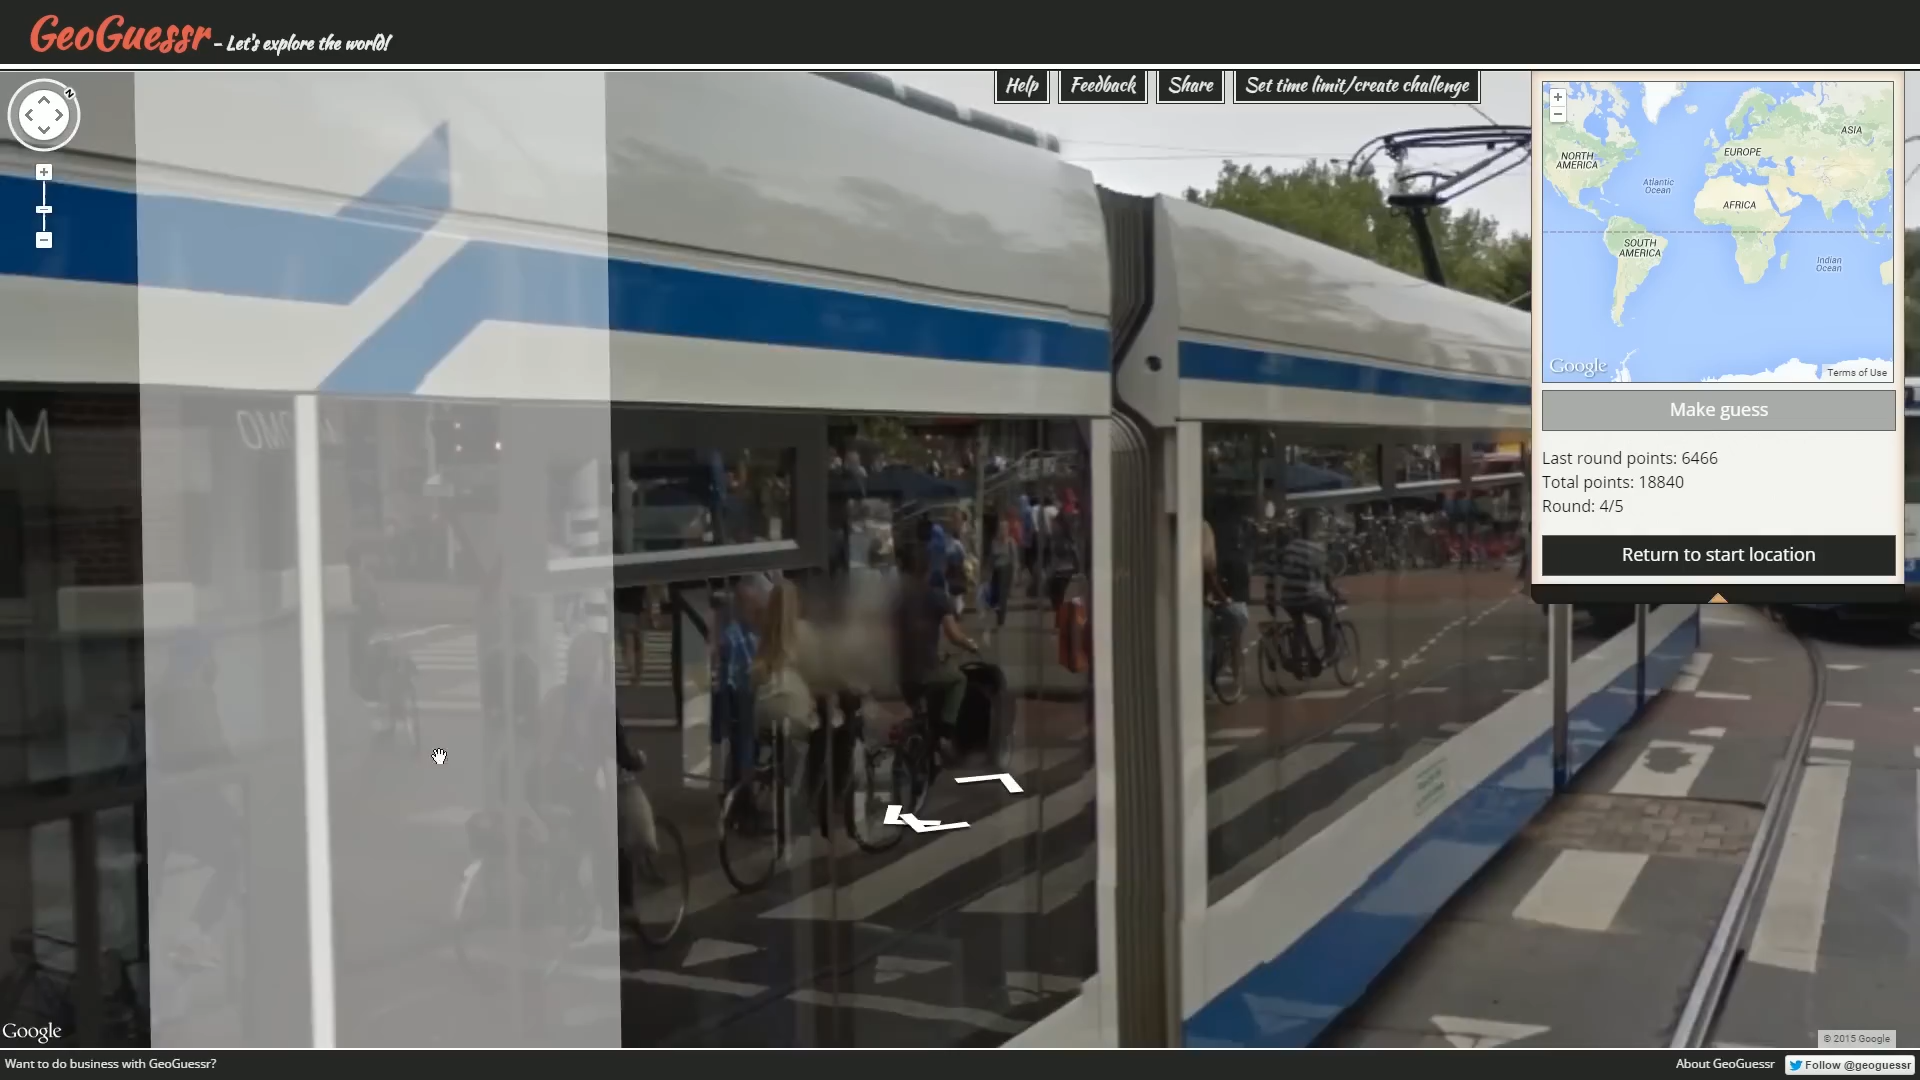 GeoGuessr - Let's explore the world!
Help
Feedback
Share
Set time limit/create challenge
N
+
−
+
−
NORTH
AMERICA
Atlantic
Ocean
EUROPE
ASIA
AFRICA
SOUTH
AMERICA
Indian
Ocean
Google
Terms of Use
Make guess
Last round points: 6466
Total points: 18840
Round: 4/5
Return to start location
M
Google
© 2015 Google
Want to do business with GeoGuessr?
About GeoGuessr
Follow @geoguessr